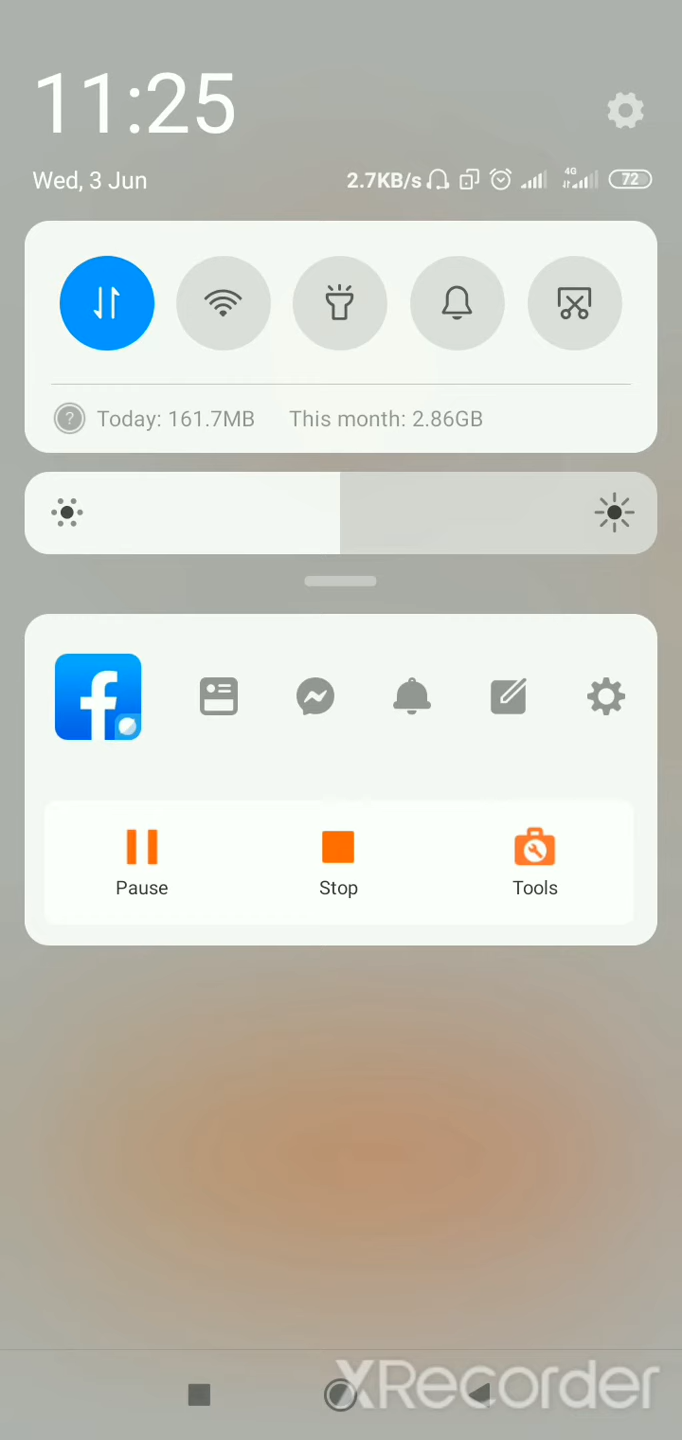 11:25
Wed, 3 Jun 2.7KB/s 4G 72
? Today: 161.7MB This month: 2.86GB
f
Pause Stop Tools
XRecorder